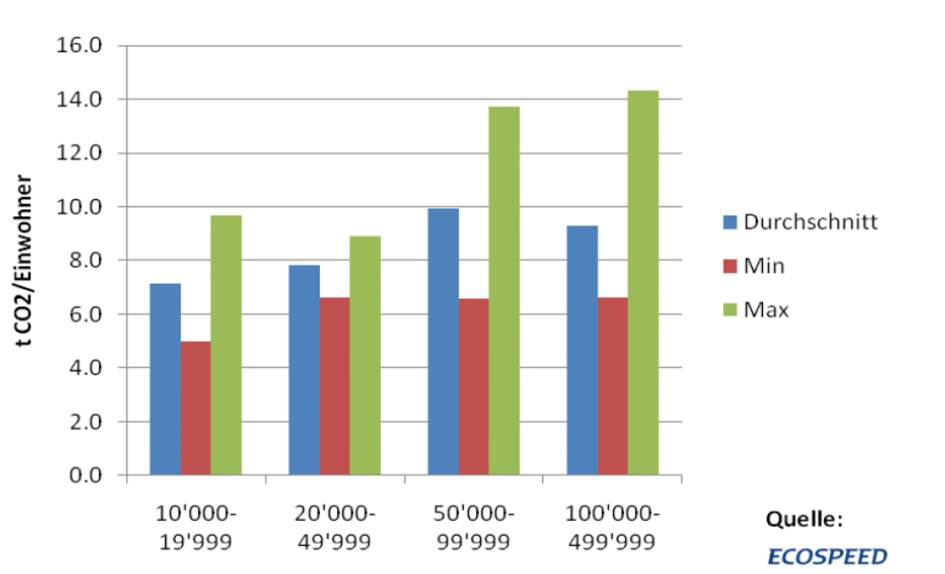 16.0
14.0
12.0
10.0
8.0
6.0
4.0
2.0
0.0
t CO2/Einwohner
10'000-
19'999
20'000-
49'999
50'000-
99'999
100'000-
499'999
Durchschnitt
Min
Max
Quelle:
ECOSPEED